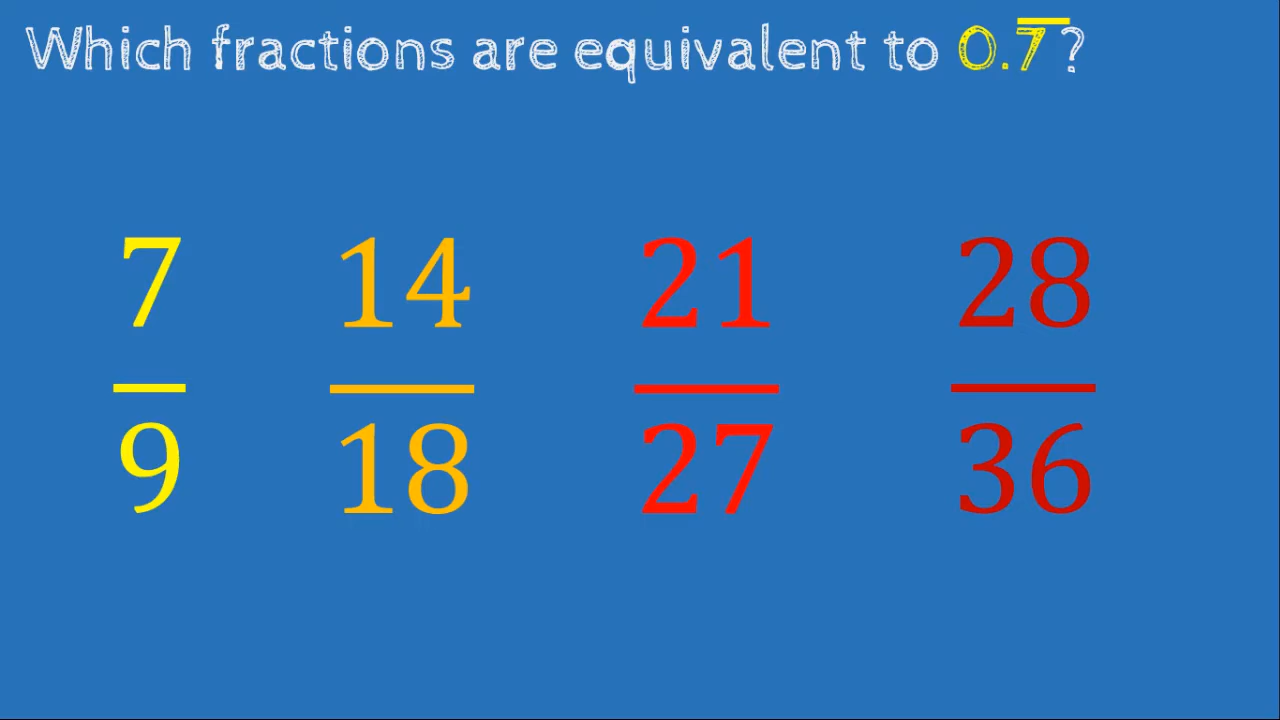 Which fractions are equivalent to 0.7̅?
7 14 21 28
9 18 27 36